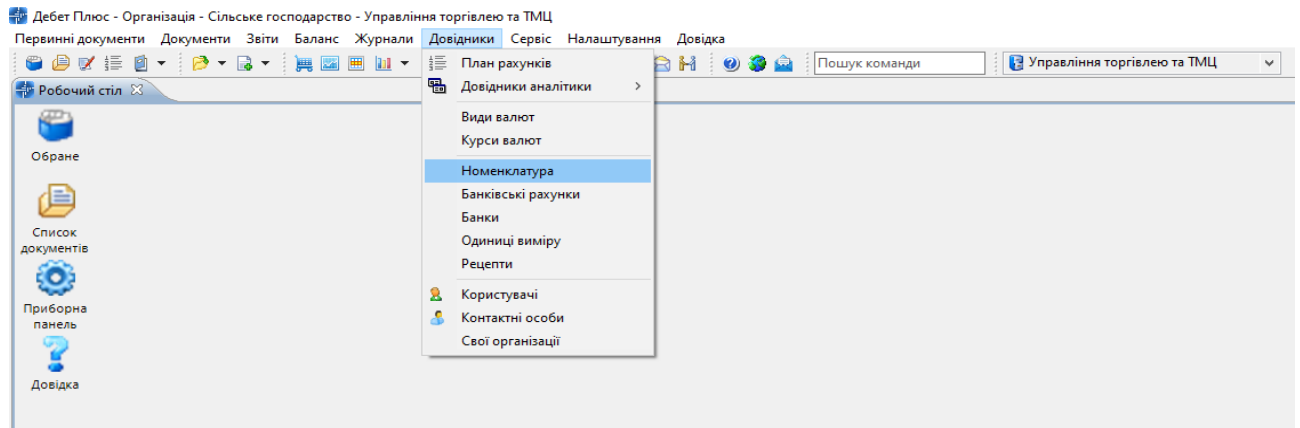 Дебет Плюс - Організація - Сільське господарство - Управління торгівлею та ТМЦ
Первинні документи Документи Звіти Баланс Журнали Довідники Сервіс Налаштування Довідка
Пошук команди Управління торгівлею та ТМЦ
Робочий стіл
План рахунків
Довідники аналітики
Види валют
Курси валют
Номенклатура
Банківські рахунки
Банки
Одиниці виміру
Рецепти
Користувачі
Контактні особи
Свої організації
Обране
Список
документів
Приборна
панель
Довідка